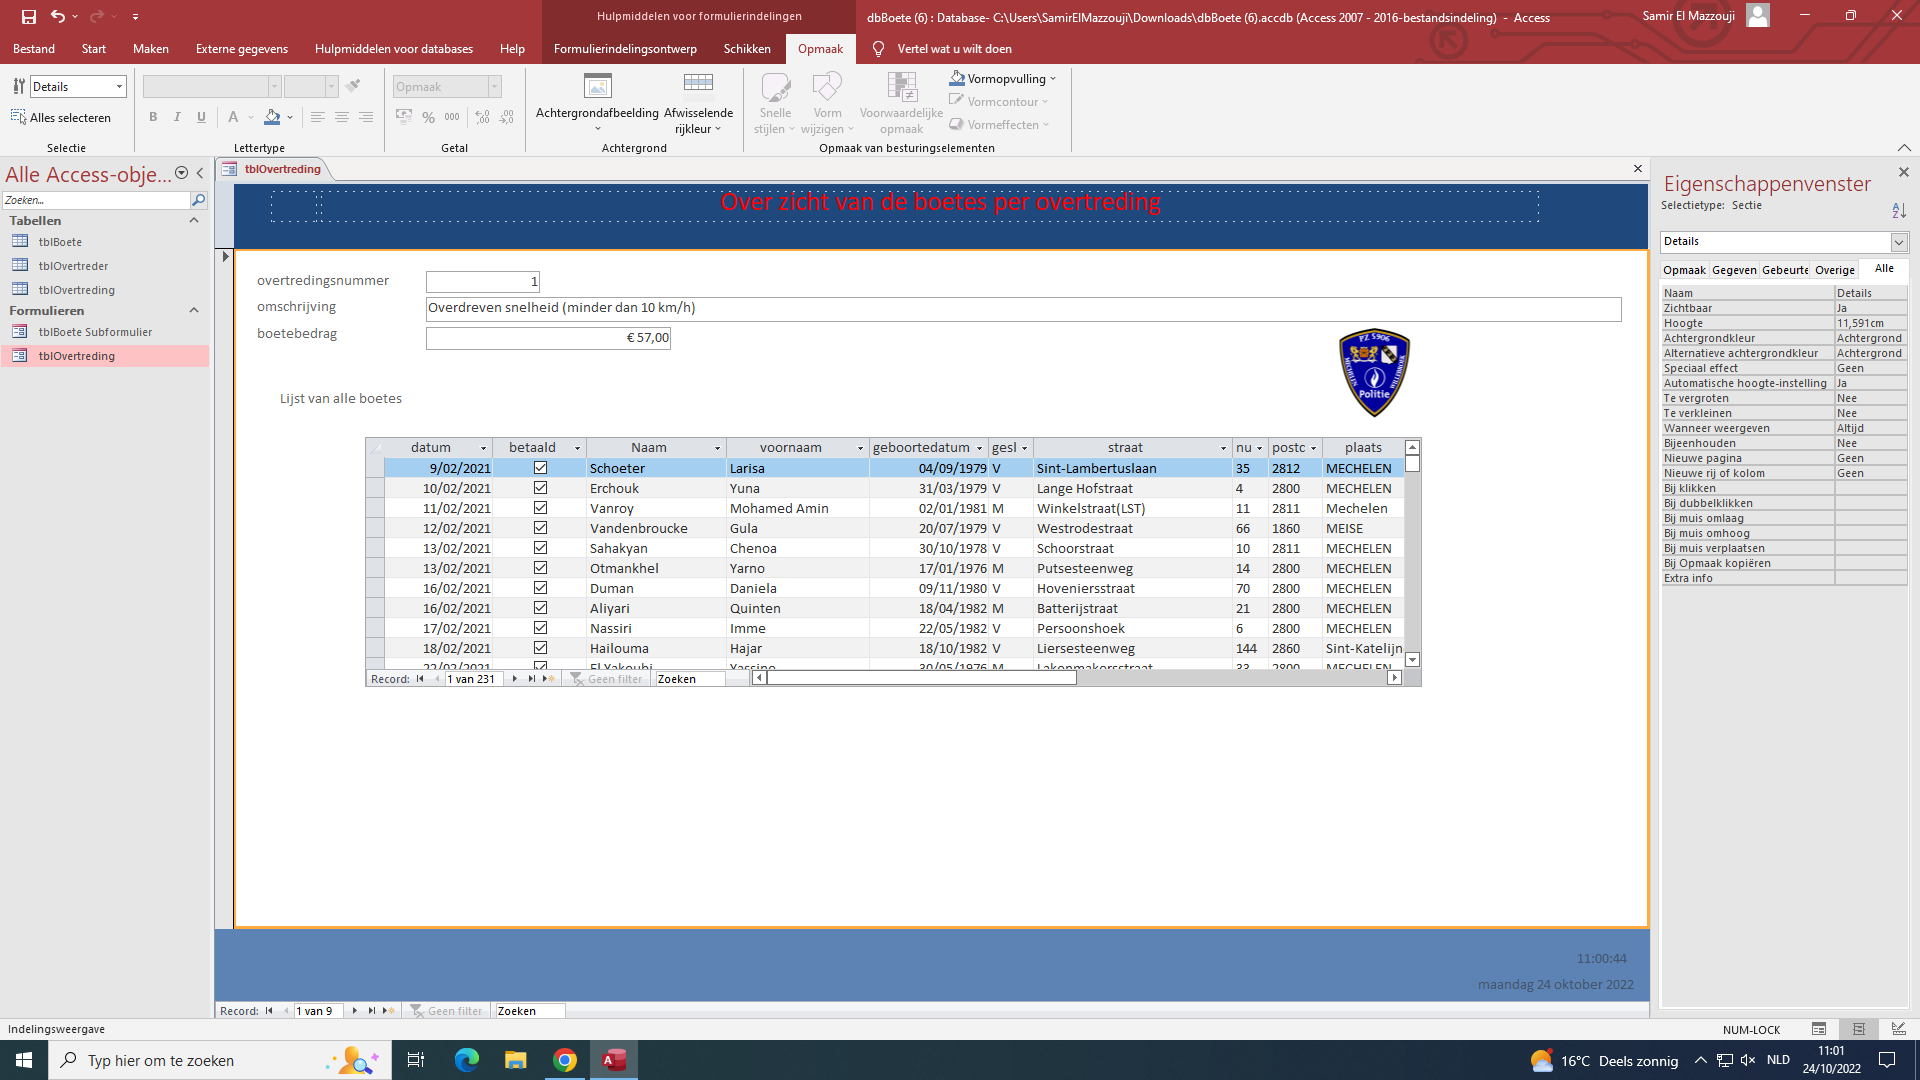 Hulpmiddelen voor formulierindelingen
dbBoete (6) : Database- C:\Users\SamirElMazzouji\Downloads\dbBoete (6).accdb (Access 2007 - 2016-bestandsindeling) - Access
Samir El Mazzouji
Bestand Start Maken Externe gegevens Hulpmiddelen voor databases Help Formulierindelingsontwerp Schikken Opmaak Vertel wat u wilt doen
Details
Alles selecteren
Selectie
B I U A
Lettertype
Opmaak
% 000
Getal
Achtergrondafbeelding
Afwisselende rijkleur
Achtergrond
Snelle stijlen
Vorm wijzigen
Voorwaardelijke opmaak
Vormopvulling
Vormcontour
Vormeffecten
Opmaak van besturingselementen
Alle Access-obje...
Zoeken...
Tabellen
tblBoete
tblOvertreder
tblOvertreding
Formulieren
tblBoete Subformulier
tblOvertreding
tblOvertreding
Over zicht van de boetes per overtreding
overtredingsnummer 1
omschrijving Overdreven snelheid (minder dan 10 km/h)
boetebedrag € 57,00
PZ 5906
MECHELEN
WILLEBROEK
Politie
Lijst van alle boetes
datum betaald Naam voornaam geboortedatum gesl straat nu postc plaats
9/02/2021 Schoeter Larisa 04/09/1979 V Sint-Lambertuslaan 35 2812 MECHELEN
10/02/2021 Erchouk Yuna 31/03/1979 V Lange Hofstraat 4 2800 MECHELEN
11/02/2021 Vanroy Mohamed Amin 02/01/1981 M Winkelstraat(LST) 11 2811 Mechelen
12/02/2021 Vandenbroucke Gula 20/07/1979 V Westrodestraat 66 1860 MEISE
13/02/2021 Sahakyan Chenoa 30/10/1978 V Schoorstraat 10 2811 MECHELEN
13/02/2021 Otmankhel Yarno 17/01/1976 M Putsesteenweg 14 2800 MECHELEN
16/02/2021 Duman Daniela 09/11/1980 V Hoveniersstraat 70 2800 MECHELEN
16/02/2021 Aliyari Quinten 18/04/1982 M Batterijstraat 21 2800 MECHELEN
17/02/2021 Nassiri Imme 22/05/1982 V Persoonshoek 6 2800 MECHELEN
18/02/2021 Hailouma Hajar 18/10/1982 V Liersesteenweg 144 2860 Sint-Katelijn
22/02/2021 El Yakoubi Yassine 30/05/1976 M Lakenmakersstraat 33 2800 MECHELEN
Record: 1 van 231 Geen filter Zoeken
11:00:44
maandag 24 oktober 2022
Record: 1 van 9 Geen filter Zoeken
Eigenschappenvenster
Selectietype: Sectie
Details
Opmaak Gegeven Gebeurte Overige Alle
Naam Details
Zichtbaar Ja
Hoogte 11,591cm
Achtergrondkleur Achtergrond
Alternatieve achtergrondkleur Achtergrond
Speciaal effect Geen
Automatische hoogte-instelling Ja
Te vergroten Nee
Te verkleinen Nee
Wanneer weergeven Altijd
Bijeenhouden Nee
Nieuwe pagina Geen
Nieuwe rij of kolom Geen
Bij klikken
Bij dubbelklikken
Bij muis omlaag
Bij muis omhoog
Bij muis verplaatsen
Bij Opmaak kopiëren
Extra info
Indelingsweergave
NUM-LOCK
Typ hier om te zoeken
16°C Deels zonnig
NLD
11:01
24/10/2022